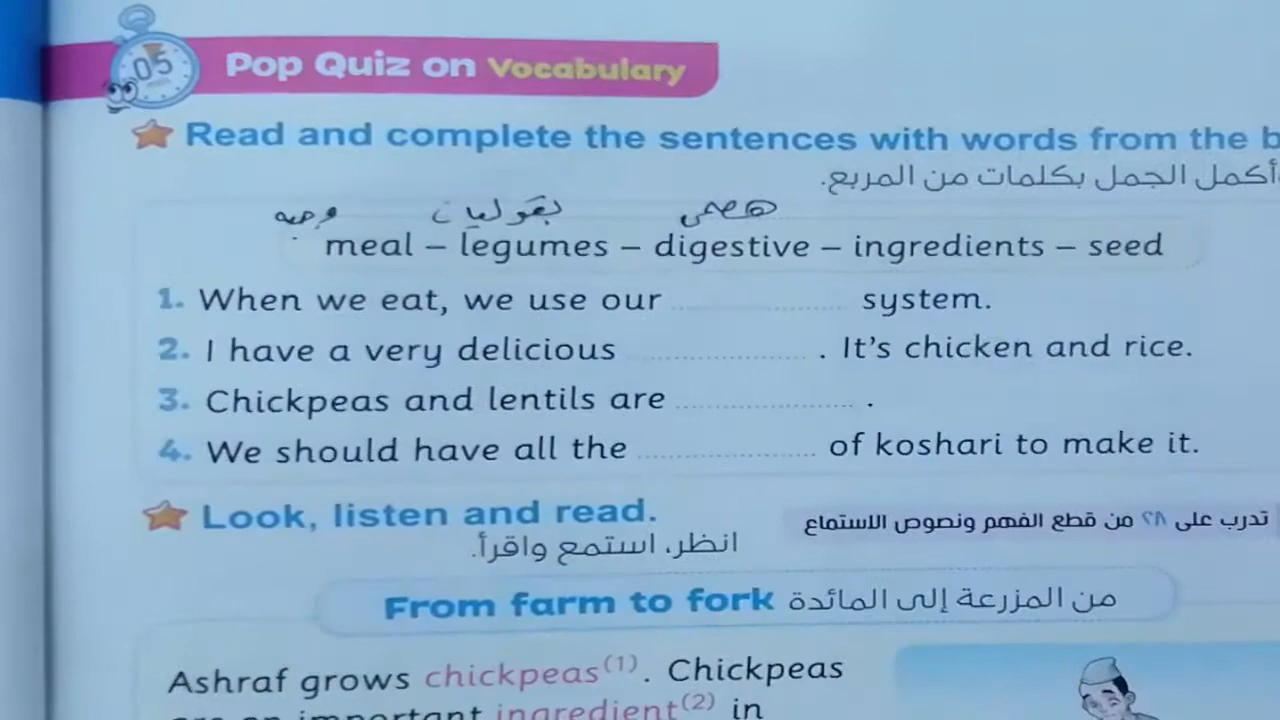 05
Pop Quiz on Vocabulary
Read and complete the sentences with words from the
أكمل الجمل بكلمات من المربع.
وجبه بقوليات هضمى
meal – legumes – digestive – ingredients – seed
1. When we eat, we use our .................... system.
2. I have a very delicious .................... . It's chicken and rice.
3. Chickpeas and lentils are .................... .
4. We should have all the .................... of koshari to make it.
Look, listen and read.
تدرب على ٢٨ من قطع الفهم ونصوص الاستماع
انظر، استمع واقرأ.
From farm to fork من المزرعة إلى المائدة
Ashraf grows chickpeas(1). Chickpeas
are an important ingredient(2) in